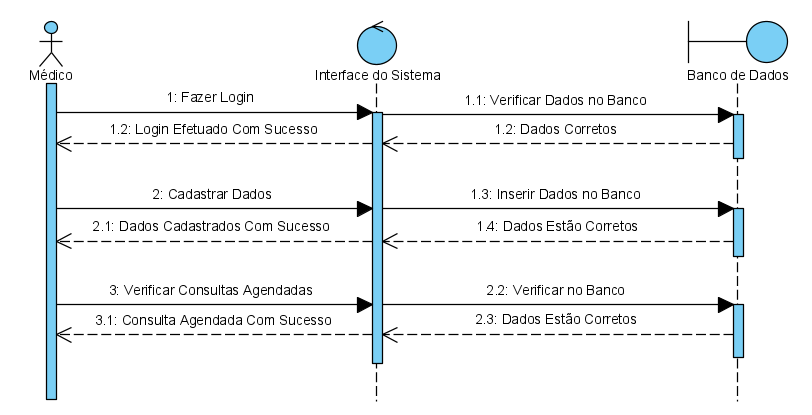 Médico
Interface do Sistema
Banco de Dados
1: Fazer Login
1.1: Verificar Dados no Banco
1.2: Login Efetuado Com Sucesso
1.2: Dados Corretos
2: Cadastrar Dados
1.3: Inserir Dados no Banco
2.1: Dados Cadastrados Com Sucesso
1.4: Dados Estão Corretos
3: Verificar Consultas Agendadas
2.2: Verificar no Banco
3.1: Consulta Agendada Com Sucesso
2.3: Dados Estão Corretos